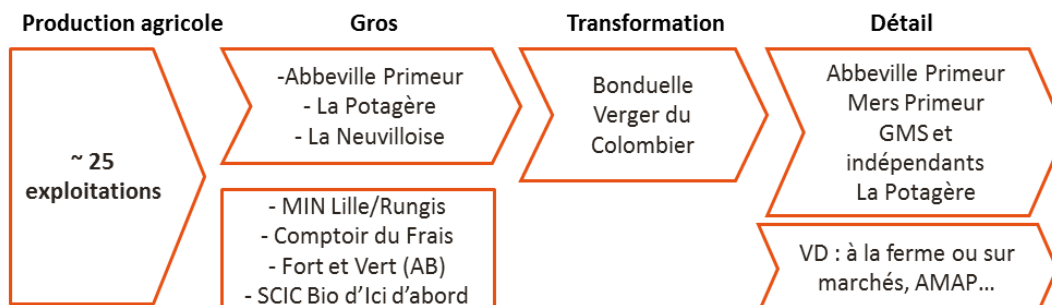 Production agricole
Gros
Transformation
Détail
~ 25
exploitations
-Abbeville Primeur
- La Potagère
- La Neuvilloise
- MIN Lille/Rungis
- Comptoir du Frais
- Fort et Vert (AB)
- SCIC Bio d’Ici d’abord
Bonduelle
Verger du
Colombier
Abbeville Primeur
Mers Primeur
GMS et
indépendants
La Potagère
VD : à la ferme ou sur
marchés, AMAP…